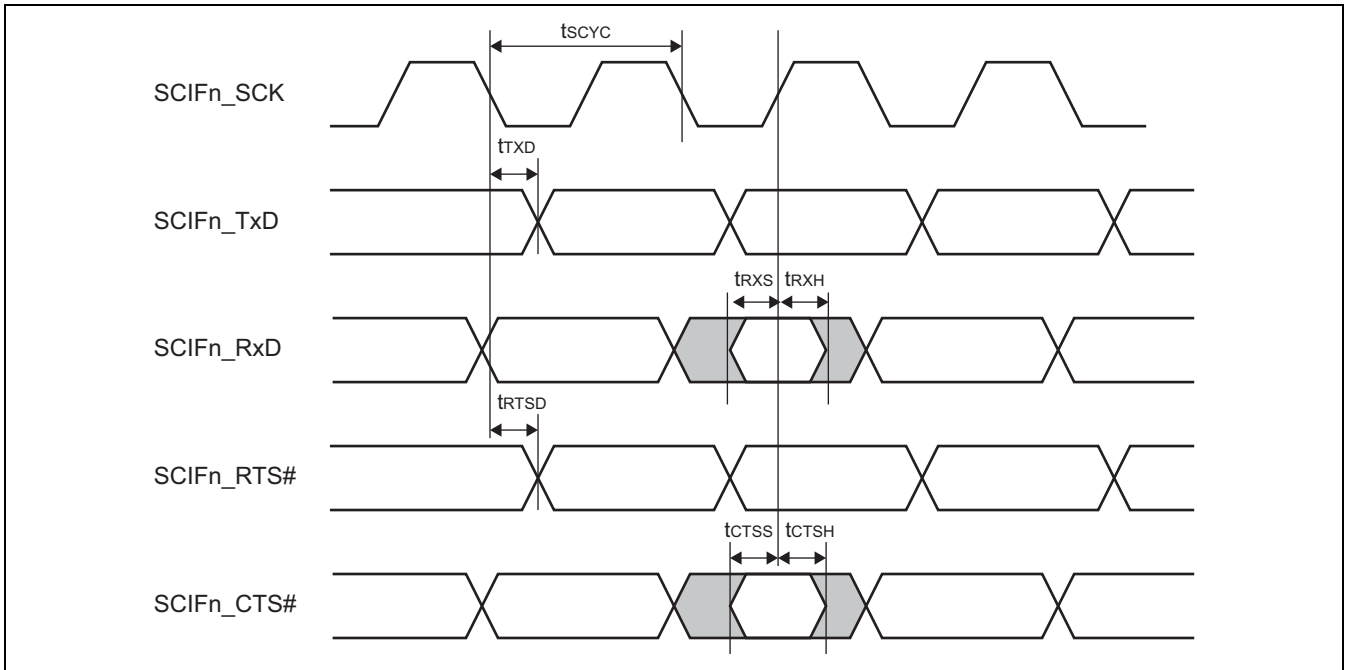 tSCYC
SCIFn_SCK
tTXD
SCIFn_TxD
tRXS tRXH
SCIFn_RxD
tRTSD
SCIFn_RTS#
tCTSS tCTSH
SCIFn_CTS#